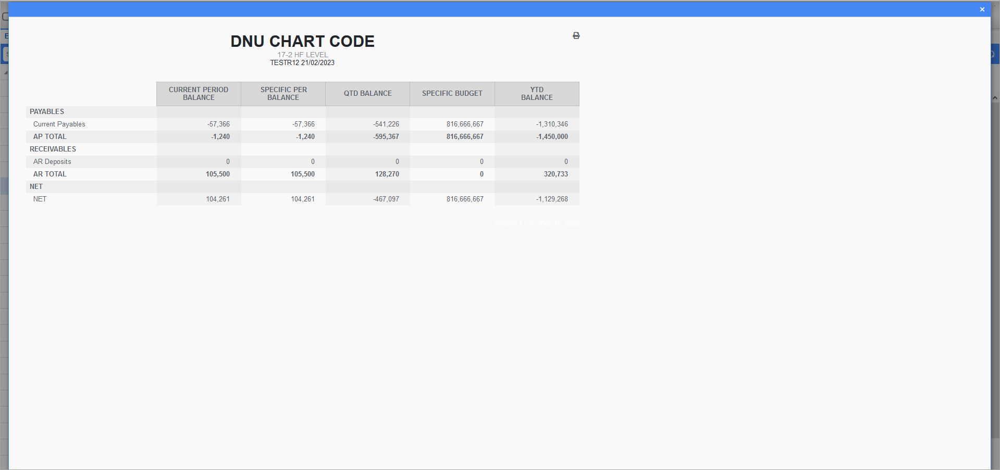 ×
DNU CHART CODE
17-2 HF LEVEL
TESTR12 21/02/2023
CURRENT PERIOD BALANCE SPECIFIC PER BALANCE QTD BALANCE SPECIFIC BUDGET YTD BALANCE
PAYABLES
Current Payables -57,366 -57,366 -541,226 816,666,667 -1,310,346
AP TOTAL -1,240 -1,240 -595,367 816,666,667 -1,450,000
RECEIVABLES
AR Deposits 0 0 0 0 0
AR TOTAL 105,500 105,500 128,270 0 320,733
NET
NET 104,261 104,261 -467,097 816,666,667 -1,129,268